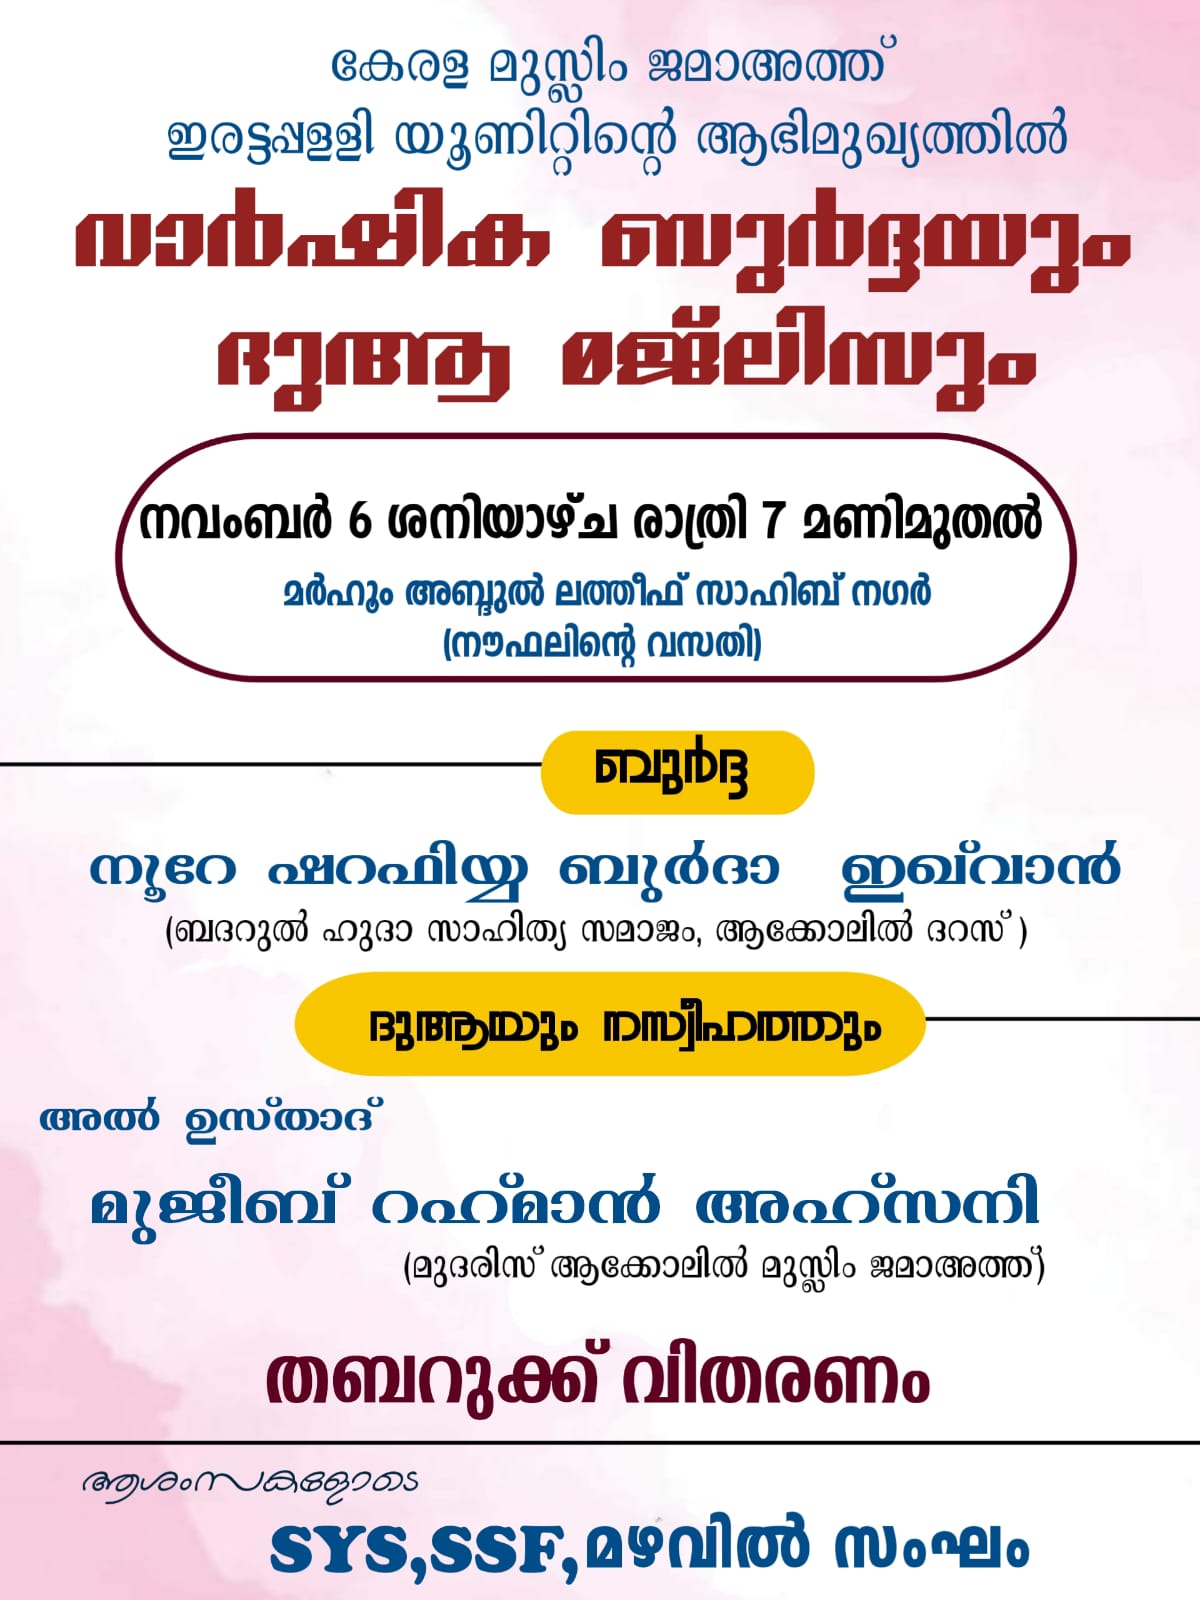 കേരള മുസ്ലിം ജമാഅത്ത്
ഇരട്ടപ്പള്ളി യൂണിറ്റിന്റെ ആഭിമുഖ്യത്തിൽ
വാർഷിക ബുർദ്ദയും
ദുആ മജ്ലിസും
നവംബർ 6 ശനിയാഴ്ച രാത്രി 7 മണിമുതൽ
മർഹൂം അബ്ദുൽ ലത്തീഫ് സാഹിബ് നഗർ
(നൗഫലിന്റെ വസതി)
ബുർദ്ദ
നൂറേ ഷറഫിയ്യ ബുർദാ ഇഖ്‌വാൻ
(ബദറുൽ ഹുദാ സാഹിത്യ സമാജം, ആക്കോലിൽ ദറസ് )
ദുആയും നസ്വീഹത്തും
അൽ ഉസ്താദ്
മുജീബ് റഹ്‌മാൻ അഹ്സനി
(മുദരിസ് ആക്കോലിൽ മുസ്ലിം ജമാഅത്ത്)
തബറുക്ക് വിതരണം
ആശംസകളോടെ
SYS,SSF,മഴവിൽ സംഘം